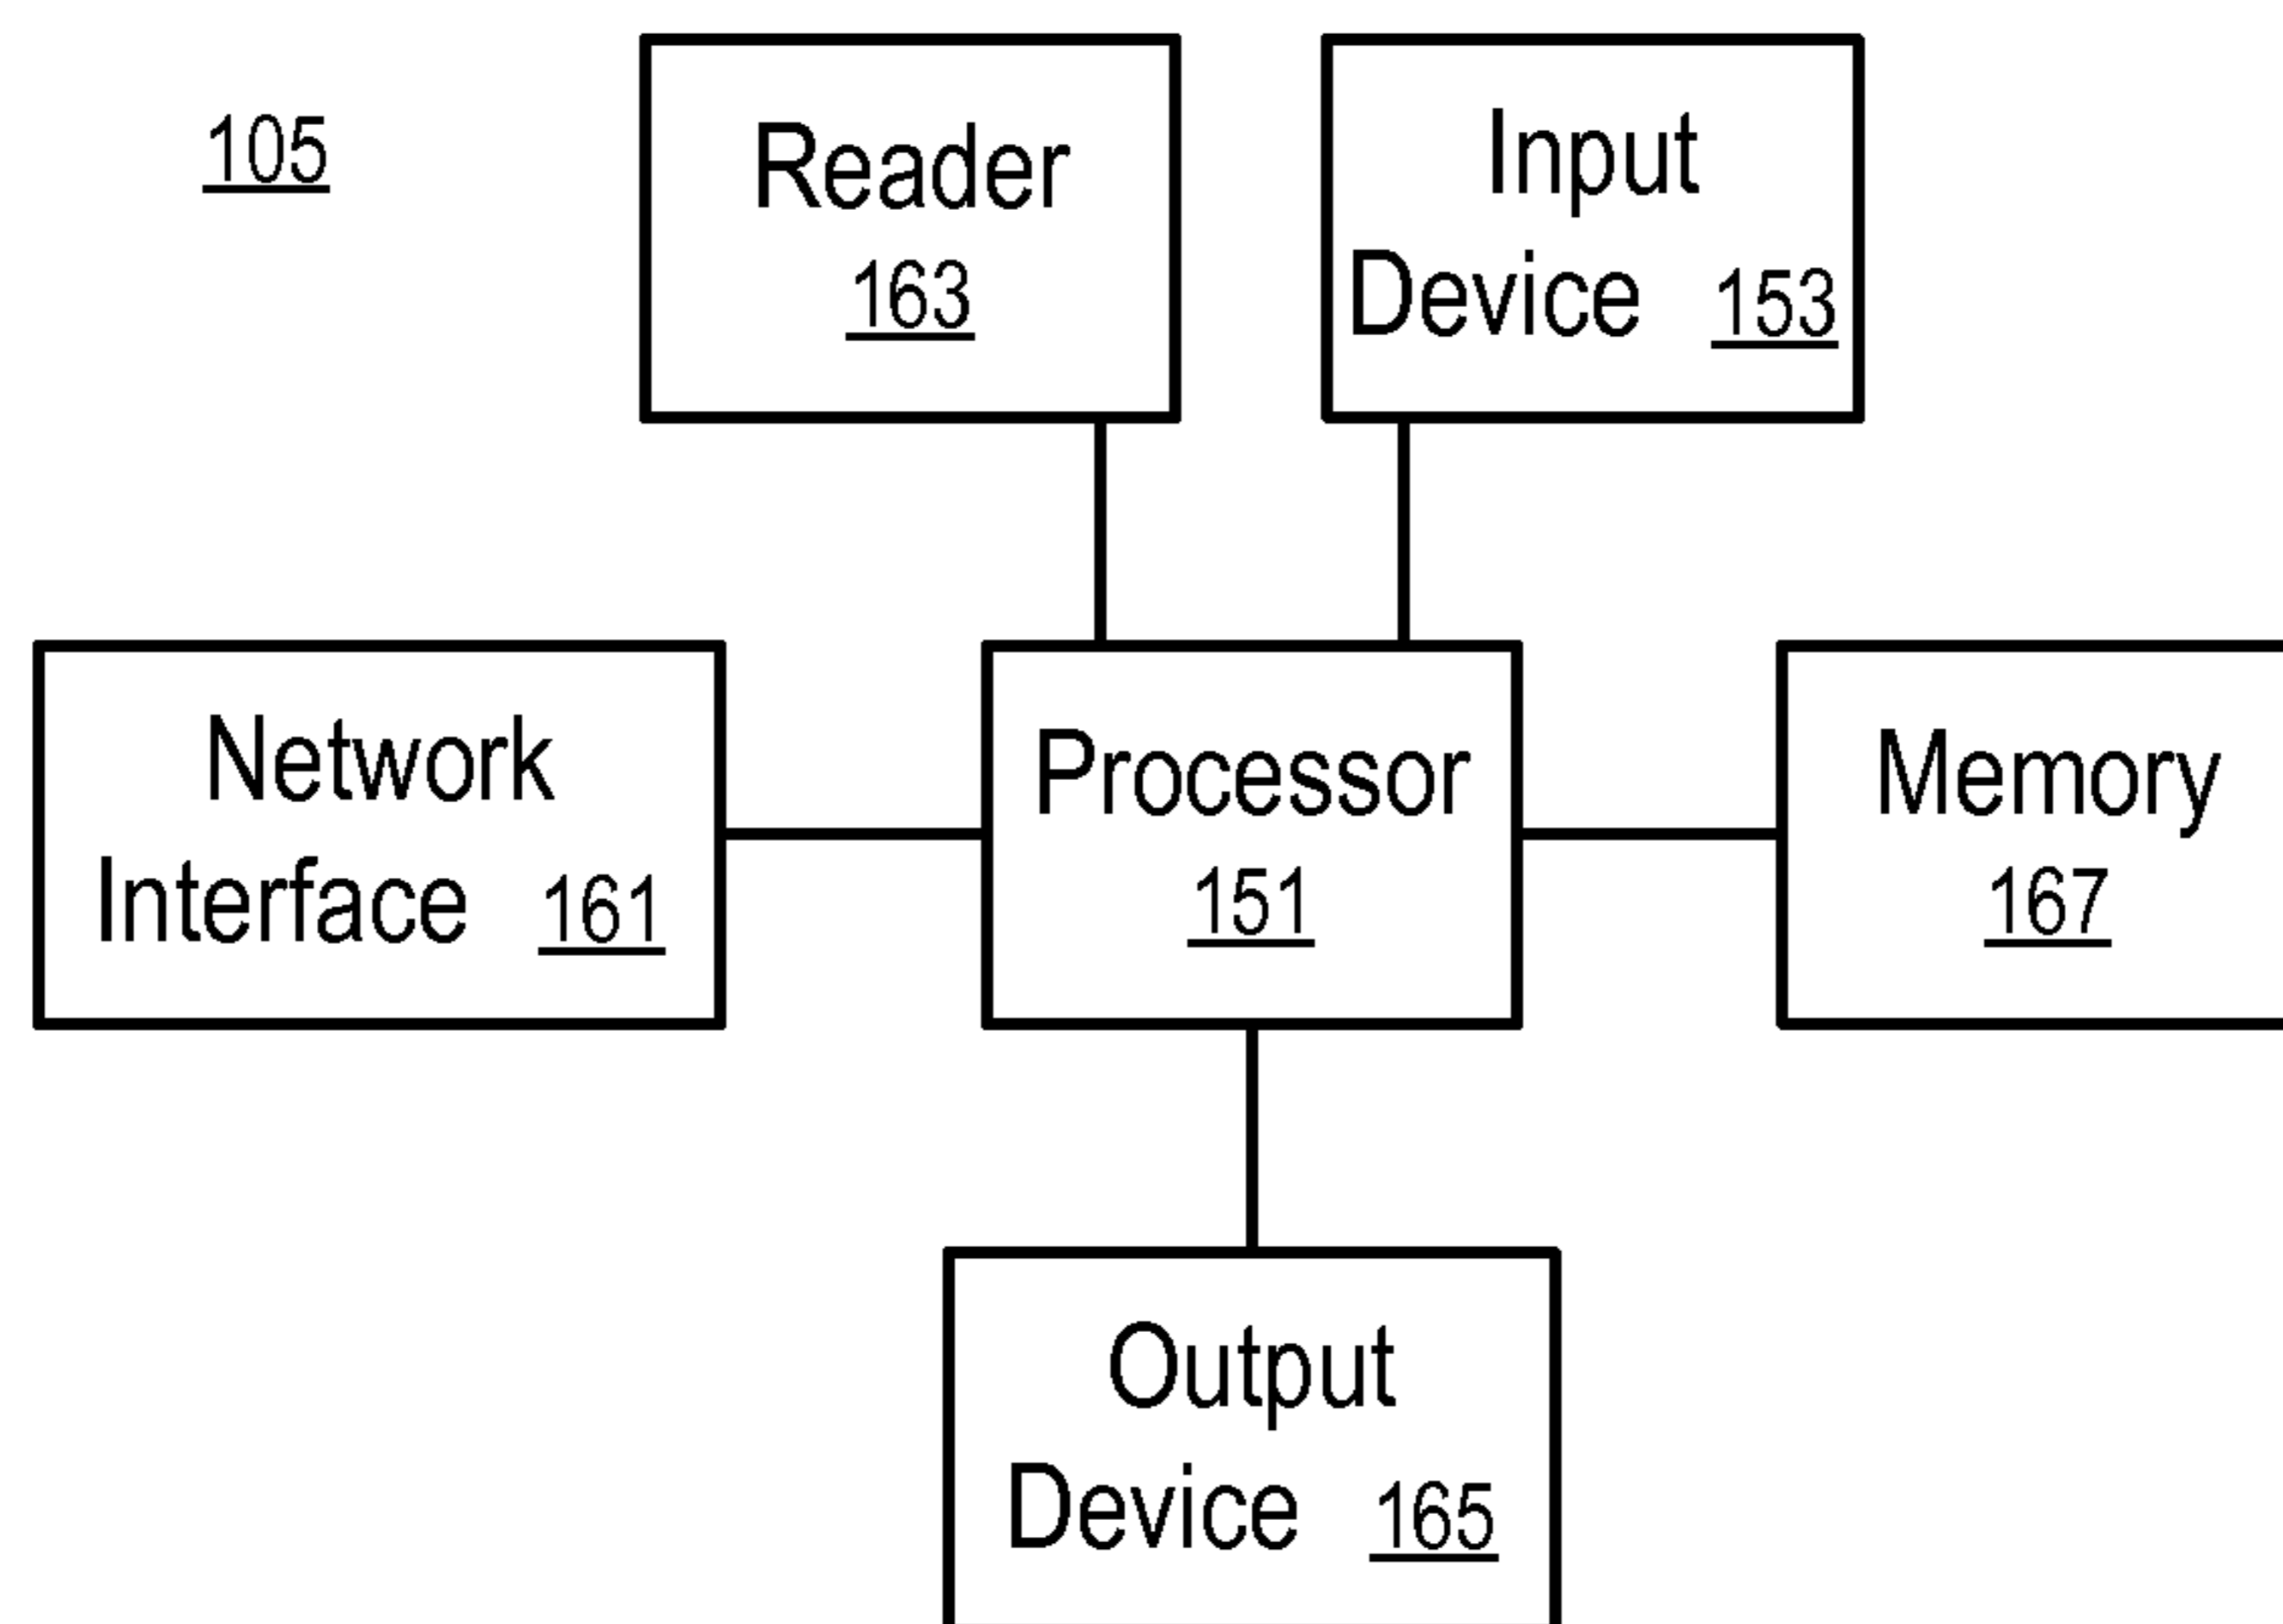 105
Reader
163
Input
Device 153
Network
Interface 161
Processor
151
Memory
167
Output
Device 165